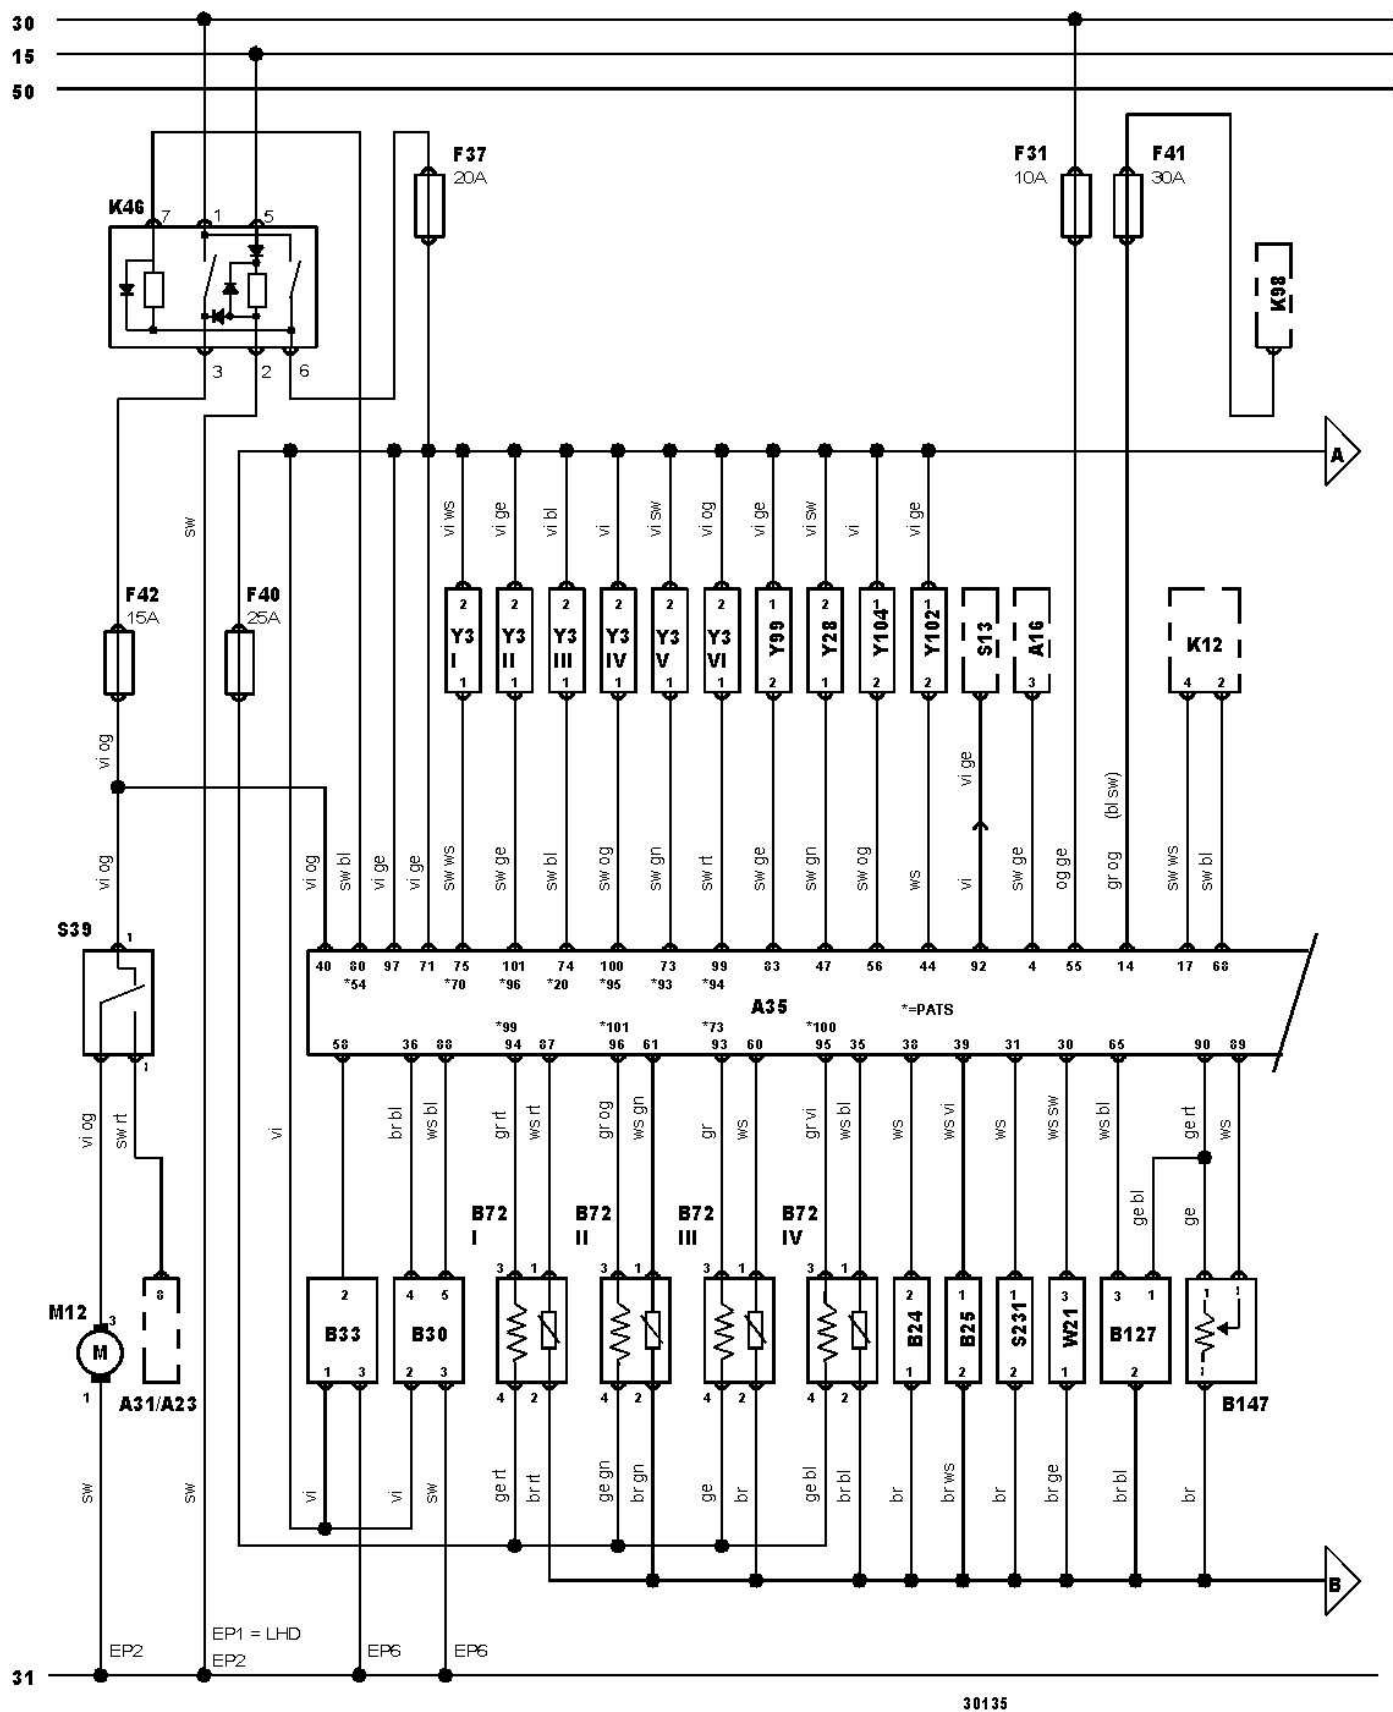 30
15
50
F37
20A
F31
10A
F41
30A
K46
7
1
5
K98
3
2
6
A
sw
vi ws
vi ge
vi bl
vi
vi sw
vi og
vi ge
vi sw
vi
vi ge
F42
15A
F40
25A
2 2 2 2 2 2 1 2 1 1
Y3 I
Y3 II
Y3 III
Y3 IV
Y3 V
Y3 VI
Y99
Y28
Y104
Y102
S13
A16
K12
1 1 1 1 1 1 2 1 2 2 3 4 2
vi og
vi ge
(bl sw)
vi og
vi og
sw bl
vi ge
vi ge
sw ws
sw ge
sw bl
sw og
sw gn
sw rt
sw ge
sw gn
sw og
ws
vi
sw ge
og ge
gr og
sw ws
sw bl
S39
1
40 80 97 71 75 101 74 100 73 99 83 47 56 44 92 4 55 14 17 68
*54 *70 *96 *20 *95 *93 *94
A35
*=PATS
*99 *101 *73 *100
58 36 88 94 87 96 61 93 60 95 35 38 39 31 30 65 90 89
1
vi og
sw rt
vi
br bl
ws bl
gr rt
ws rt
gr og
ws gn
gr
ws
gr vi
ws bl
ws
ws vi
ws
ws sw
ws bl
ge rt
ws
ge bl
ge
B72 I
B72 II
B72 III
B72 IV
3 1 3 1 3 1 3 1
8 2 4 5 2 1 1 3 3 1 1 1
M12
3
M
1
A31/A23
B33
B30
B24
B25
S231
W21
B127
B147
1 3 2 3 1 2 1 1 2 1
4 2 4 2 4 2 4 2
sw
sw
vi
vi
sw
ge rt
br rt
ge gn
br gn
ge
br
ge bl
br bl
br
br ws
br
br ge
br bl
br
B
EP2
EP1 = LHD
EP2
EP6
EP6
31
30135